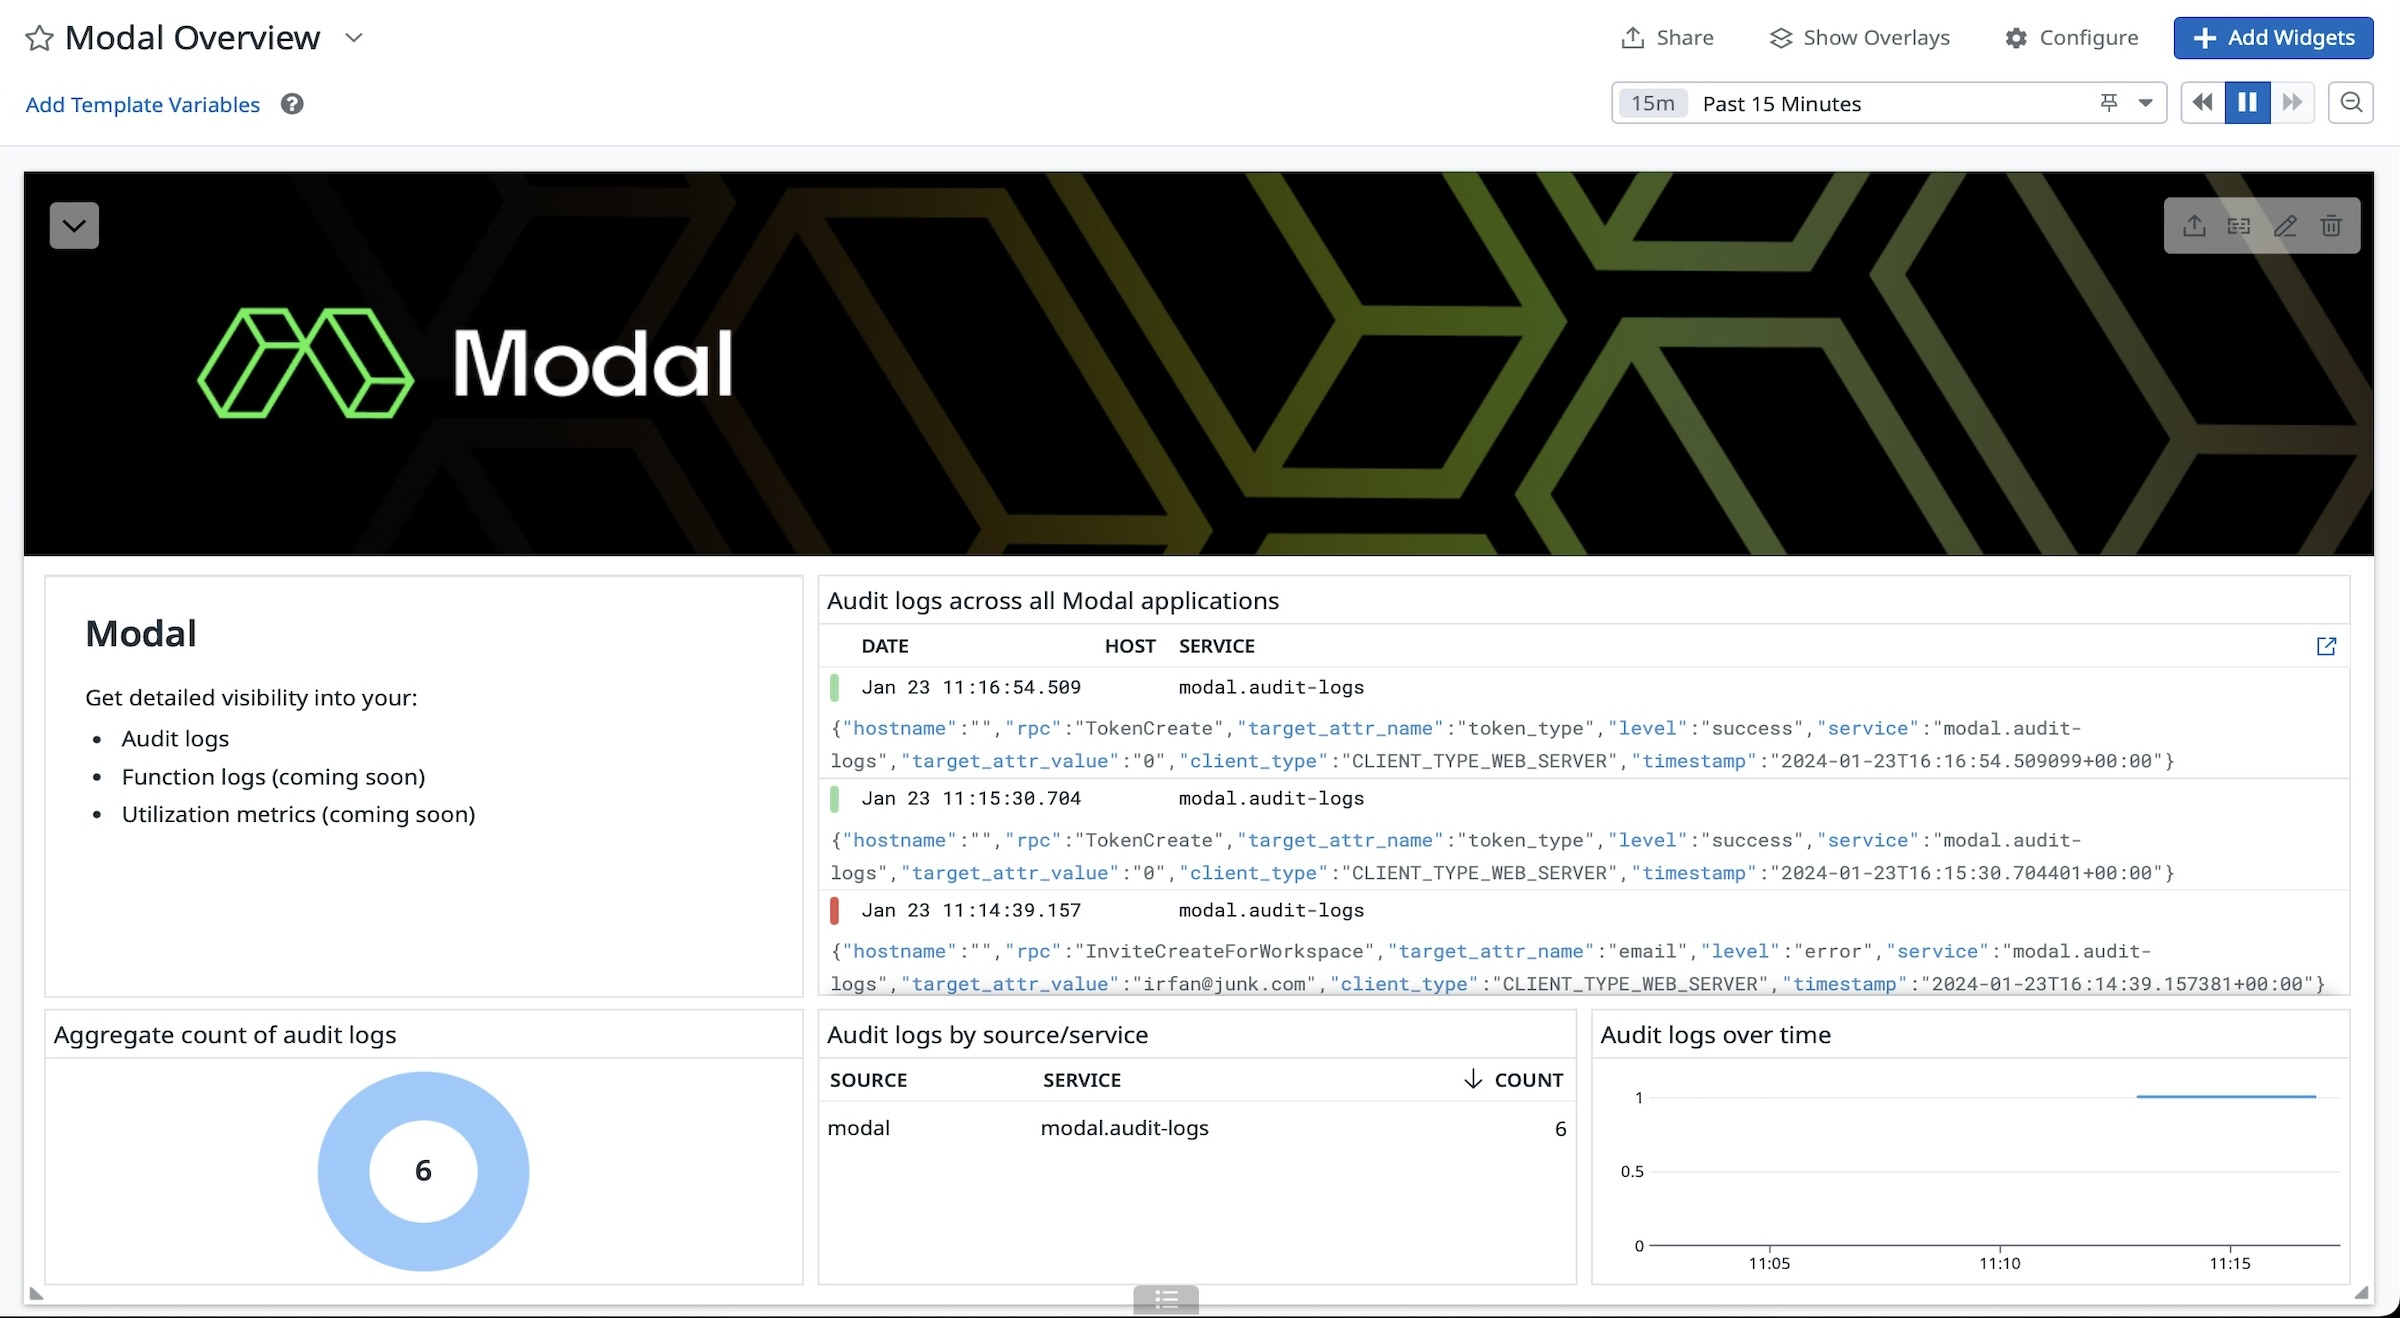 Modal Overview
Share
Show Overlays
Configure
Add Widgets
Add Template Variables
15m Past 15 Minutes
Modal
Modal
Get detailed visibility into your:
• Audit logs
• Function logs (coming soon)
• Utilization metrics (coming soon)
Audit logs across all Modal applications
DATE HOST SERVICE
Jan 23 11:16:54.509 modal.audit-logs
{"hostname":"","rpc":"TokenCreate","target_attr_name":"token_type","level":"success","service":"modal.audit-
logs","target_attr_value":"0","client_type":"CLIENT_TYPE_WEB_SERVER","timestamp":"2024-01-23T16:16:54.509099+00:00"}
Jan 23 11:15:30.704 modal.audit-logs
{"hostname":"","rpc":"TokenCreate","target_attr_name":"token_type","level":"success","service":"modal.audit-
logs","target_attr_value":"0","client_type":"CLIENT_TYPE_WEB_SERVER","timestamp":"2024-01-23T16:15:30.704401+00:00"}
Jan 23 11:14:39.157 modal.audit-logs
{"hostname":"","rpc":"InviteCreateForWorkspace","target_attr_name":"email","level":"error","service":"modal.audit-
logs","target_attr_value":"irfan@junk.com","client_type":"CLIENT_TYPE_WEB_SERVER","timestamp":"2024-01-23T16:14:39.157381+00:00"}
Aggregate count of audit logs
6
Audit logs by source/service
SOURCE SERVICE COUNT
modal modal.audit-logs 6
Audit logs over time
1
0.5
0
11:05 11:10 11:15